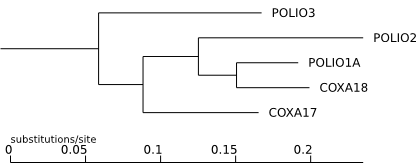 POLIO3
POLIO2
POLIO1A
COXA18
COXA17
substitutions/site
0 0.05 0.1 0.15 0.2